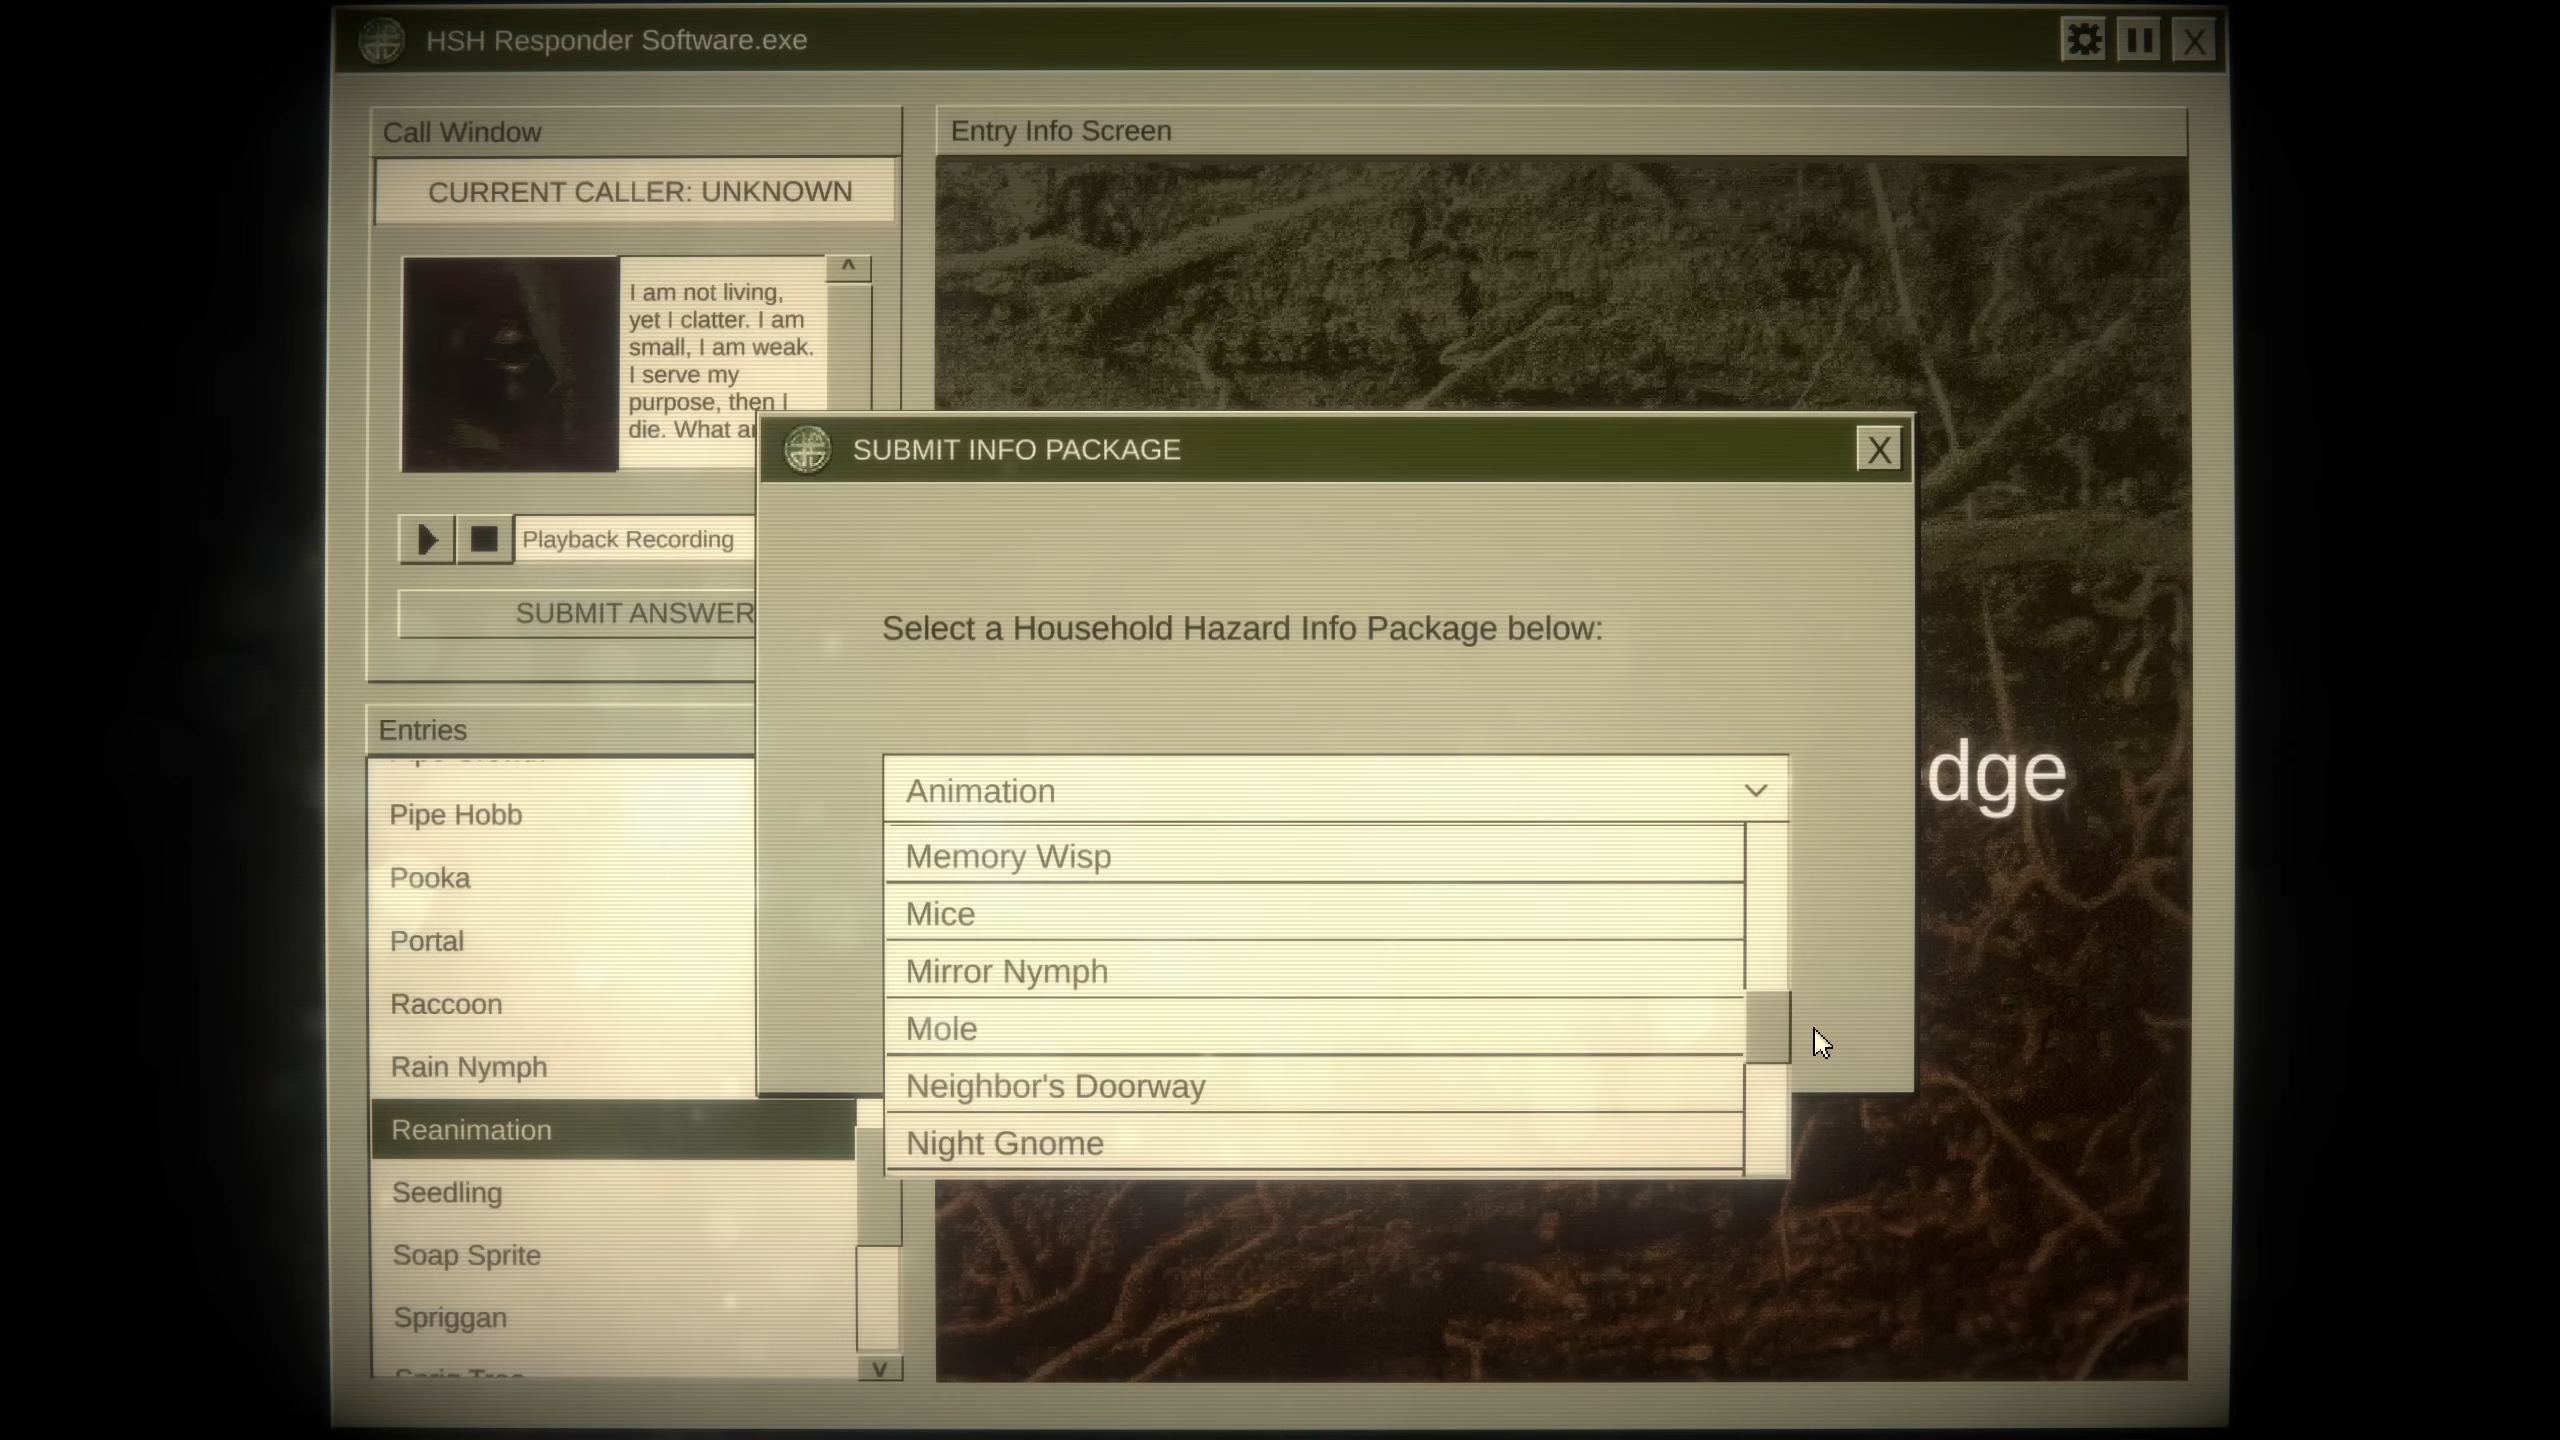 HSH Responder Software.exe
X
Call Window
CURRENT CALLER: UNKNOWN
I am not living,
yet I clatter. I am
small, I am weak.
I serve my
purpose, then I
die. What
Playback Recording
SUBMIT ANSWER
Entries
Pipe Hobb
Pooka
Portal
Raccoon
Rain Nymph
Reanimation
Seedling
Soap Sprite
Spriggan
Entry Info Screen
dge
SUBMIT INFO PACKAGE
X
Select a Household Hazard Info Package below:
Animation
Memory Wisp
Mice
Mirror Nymph
Mole
Neighbor's Doorway
Night Gnome